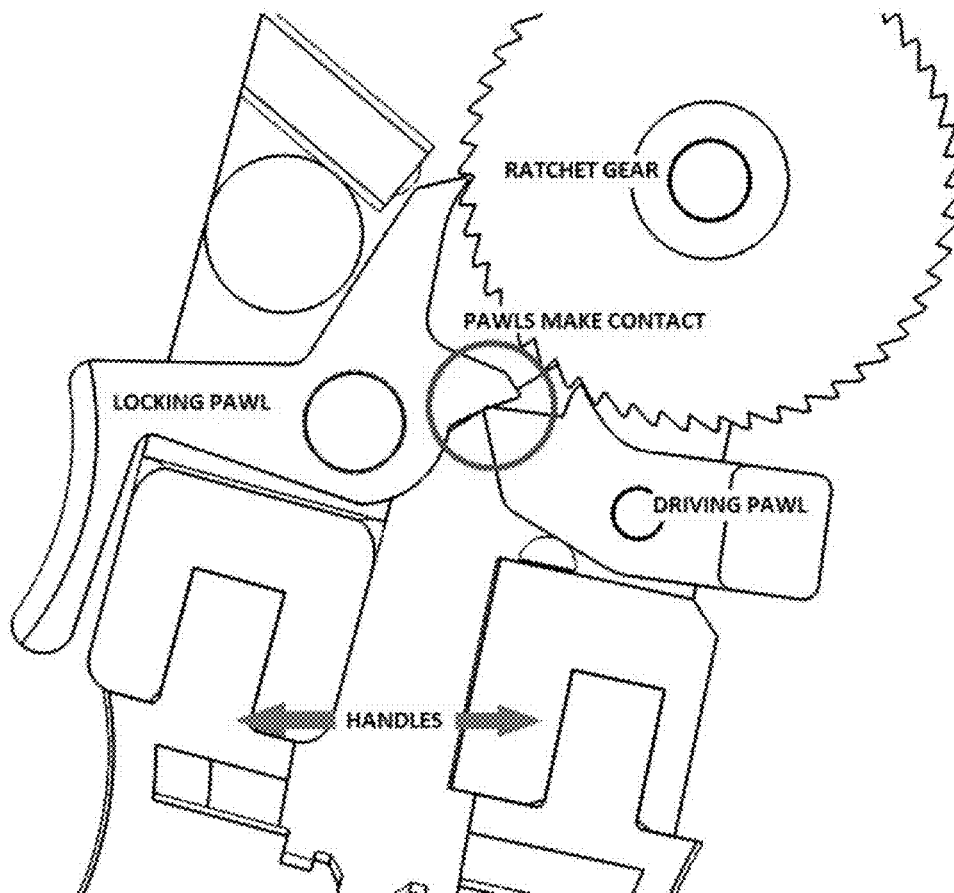 RATCHET GEAR
PAWLS MAKE CONTACT
LOCKING PAWL
DRIVING PAWL
HANDLES